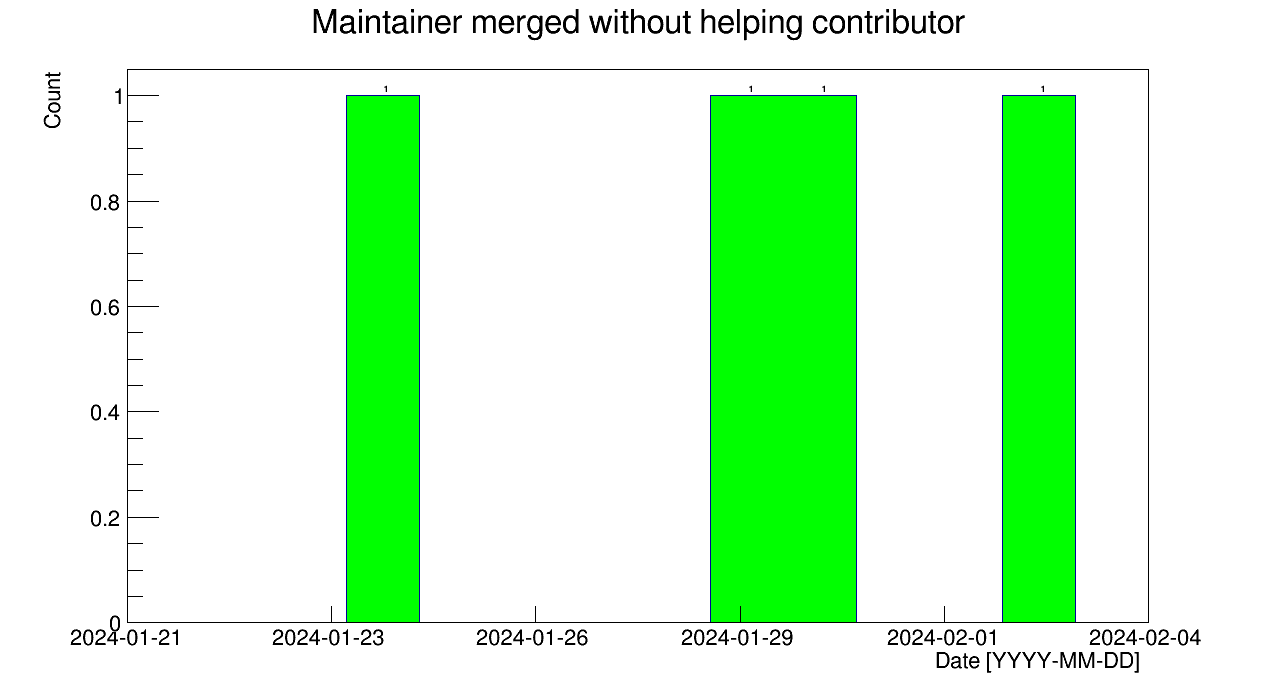 Maintainer merged without helping contributor
Count
1 1 1 1
1
0.8
0.6
0.4
0.2
0
2024-01-21 2024-01-23 2024-01-26 2024-01-29 2024-02-01 2024-02-04
Date [YYYY-MM-DD]